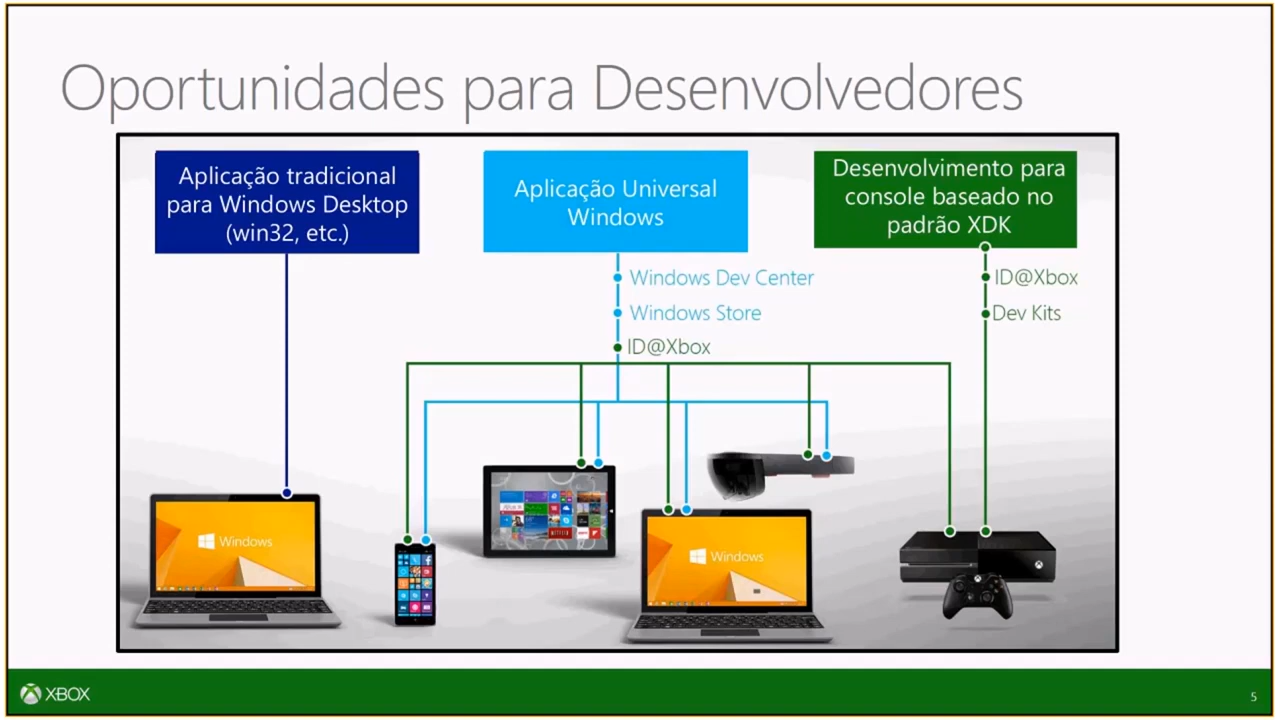 Oportunidades para Desenvolvedores
Aplicação tradicional
para Windows Desktop
(win32, etc.)
Aplicação Universal
Windows
Desenvolvimento para
console baseado no
padrão XDK
Windows Dev Center
Windows Store
ID@Xbox
ID@Xbox
Dev Kits
Windows
Windows
XBOX
5